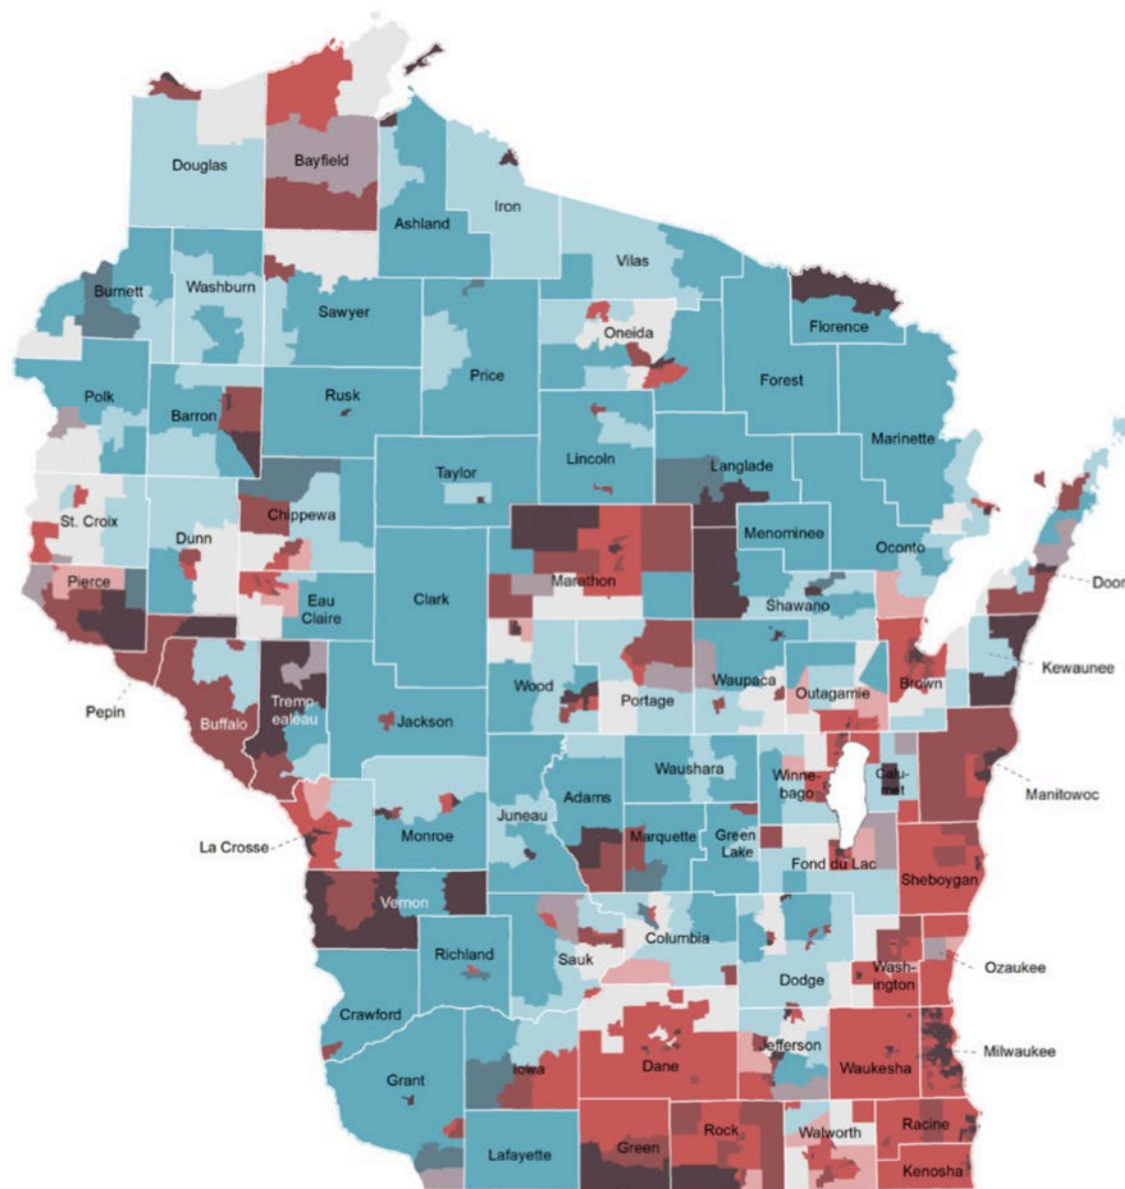 Douglas
Bayfield
Iron
Ashland
Vilas
Burnett
Washburn
Sawyer
Florence
Oneida
Price
Forest
Polk
Rusk
Barron
Marinette
Lincoln
Langlade
Taylor
Chippewa
St. Croix
Menominee
Dunn
Oconto
Pierce
Marathon
Door
Clark
Eau
Claire
Shawano
Kewaunee
Waupaca
Brown
Wood
Outagamie
Portage
Tremp-
ealeau
Pepin
Buffalo
Jackson
Waushara
Winne-
bago
Calu-
met
Manitowoc
Adams
Juneau
Monroe
Marquette
Green
Lake
La Crosse
Fond du Lac
Sheboygan
Vernon
Columbia
Richland
Sauk
Ozaukee
Wash-
ington
Dodge
Crawford
Jefferson
Milwaukee
Iowa
Dane
Waukesha
Grant
Racine
Rock
Walworth
Green
Lafayette
Kenosha